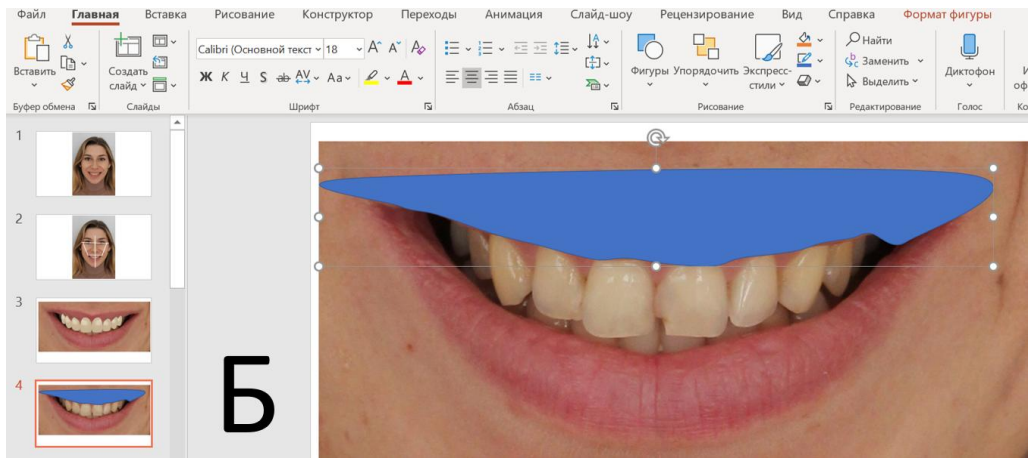 Файл Главная Вставка Рисование Конструктор Переходы Анимация Слайд-шоу Рецензирование Вид Справка Формат фигуры
Вставить
Создать слайд
Calibri (Основной текст 18
Ж К Ч S ab AV Aa A
Фигуры Упорядочить Экспресс-стили
Найти
Заменить
Выделить
Диктофон
Буфер обмена Слайды Шрифт Абзац Рисование Редактирование Голос
1
2
3
4
Б